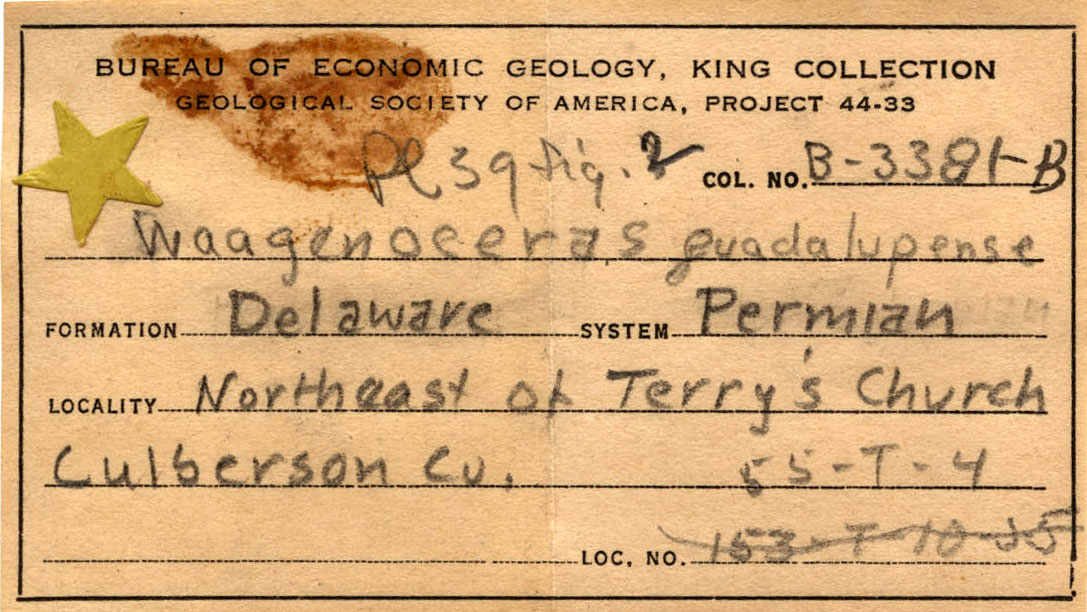 BUREAU OF ECONOMIC GEOLOGY, KING COLLECTION
GEOLOGICAL SOCIETY OF AMERICA, PROJECT 44-33
Pl 39 fig. 2 COL. NO. B-3381-B
Waagenoceras guadalupense
FORMATION Delaware SYSTEM Permian
LOCALITY Northeast of Terry's Church
Culberson Co. 55-T-4
LOC. NO. 153-T-10-